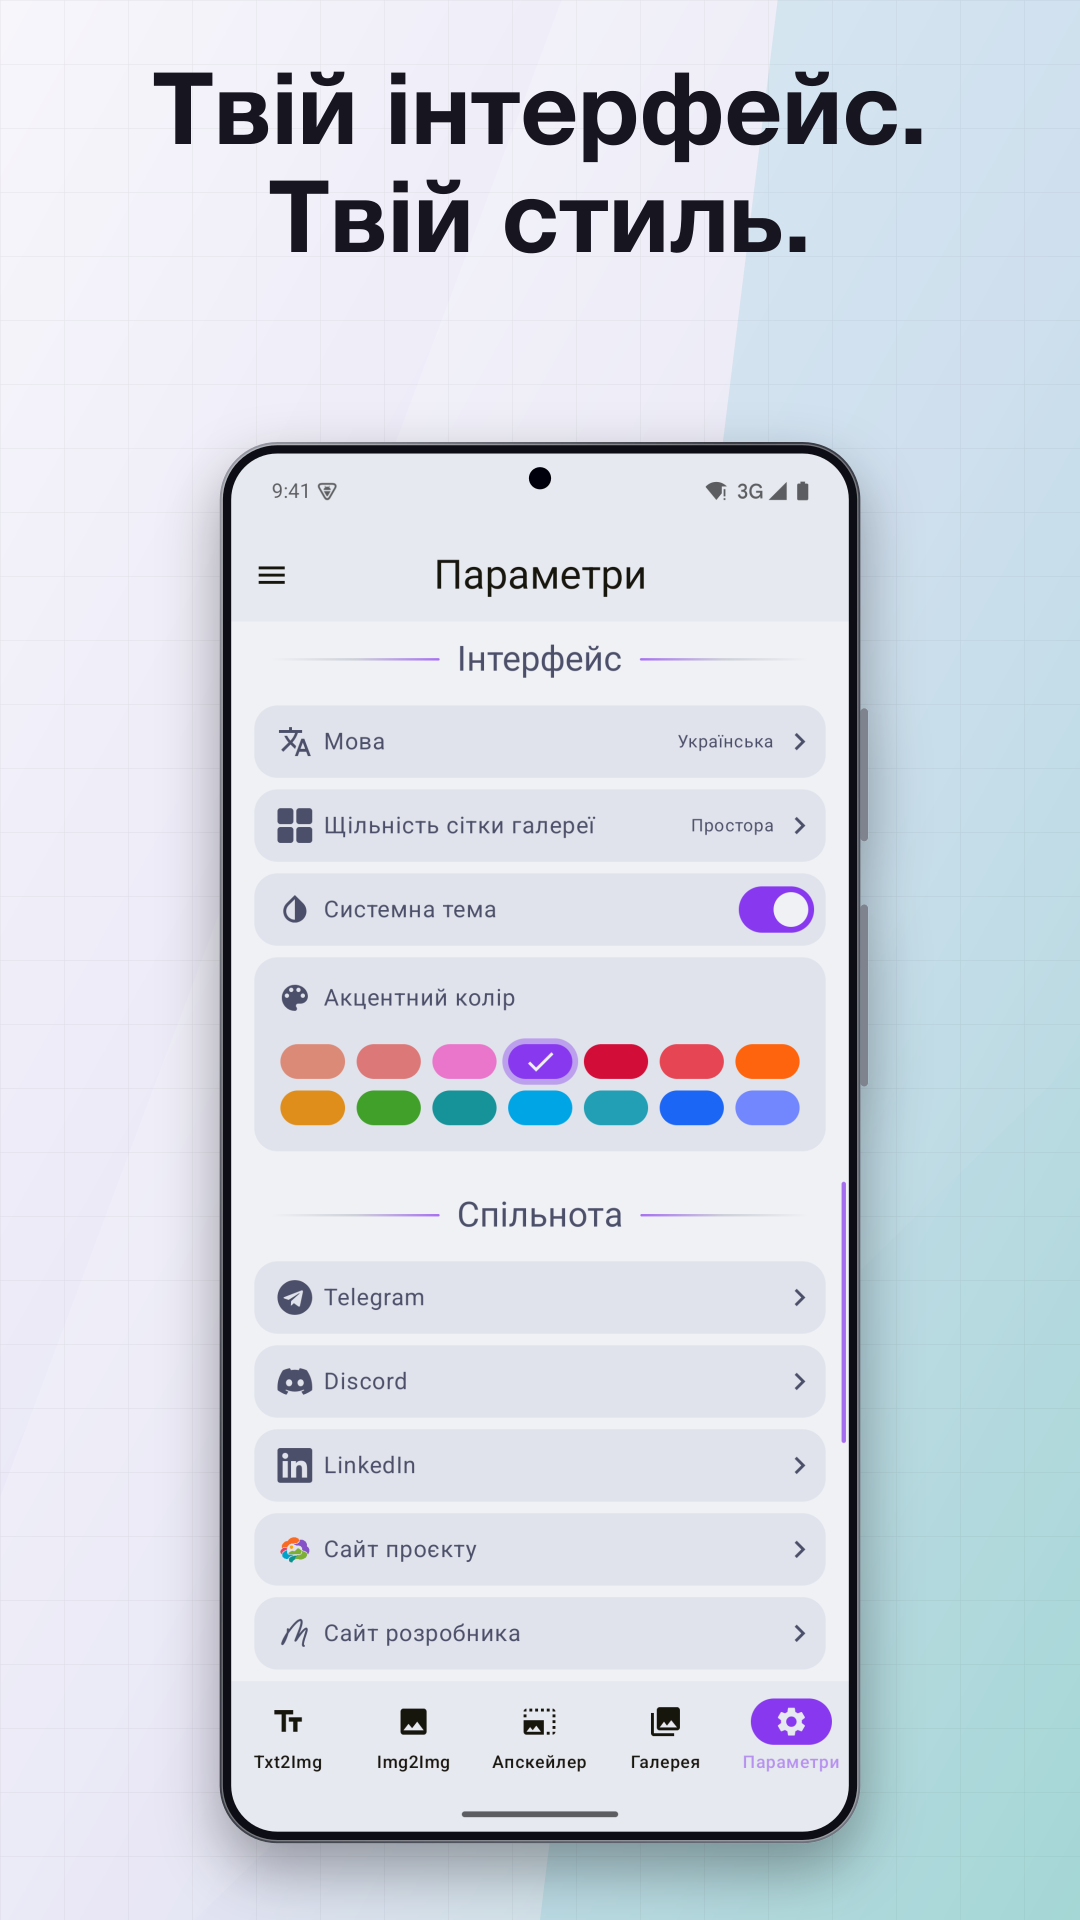 Твій інтерфейс.
Твій стиль.
9:41
3G
Параметри
Інтерфейс
Мова
Українська
Щільність сітки галереї
Простора
Системна тема
Акцентний колір
Спільнота
Telegram
Discord
LinkedIn
Сайт проєкту
Сайт розробника
Txt2Img
Img2Img
Апскейлер
Галерея
Параметри